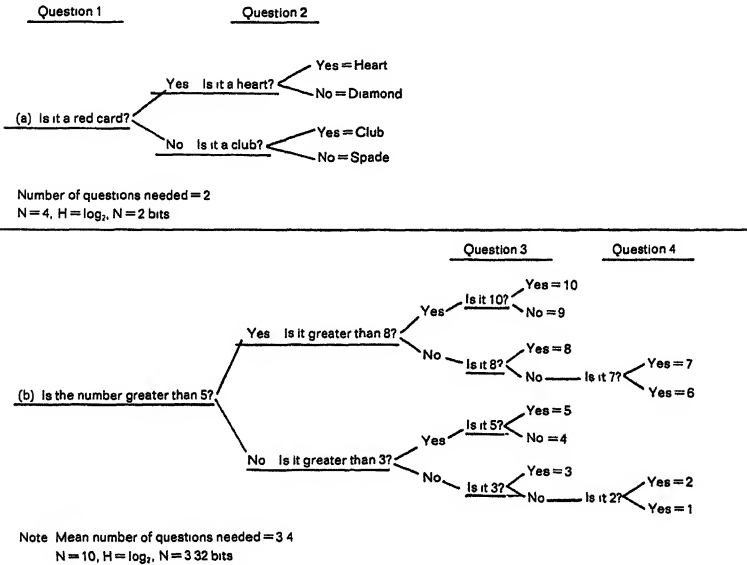 Question 1 Question 2
Yes = Heart
Yes Is it a heart?
No = Diamond
(a) Is it a red card?
Yes = Club
No Is it a club?
No = Spade
Number of questions needed = 2
N = 4, H = log₂, N = 2 bits
Question 3 Question 4
Yes = 10
Is it 10?
Yes
No = 9
Yes Is it greater than 8?
Yes = 8
No
Is it 8?
Yes = 7
No
Is it 7?
Yes = 6
(b) Is the number greater than 5?
Yes = 5
Is it 5?
Yes
No = 4
No Is it greater than 3?
Yes = 3
No
Is it 3?
Yes = 2
No
Is it 2?
Yes = 1
Note Mean number of questions needed = 3 4
N = 10, H = log₂, N = 3 32 bits